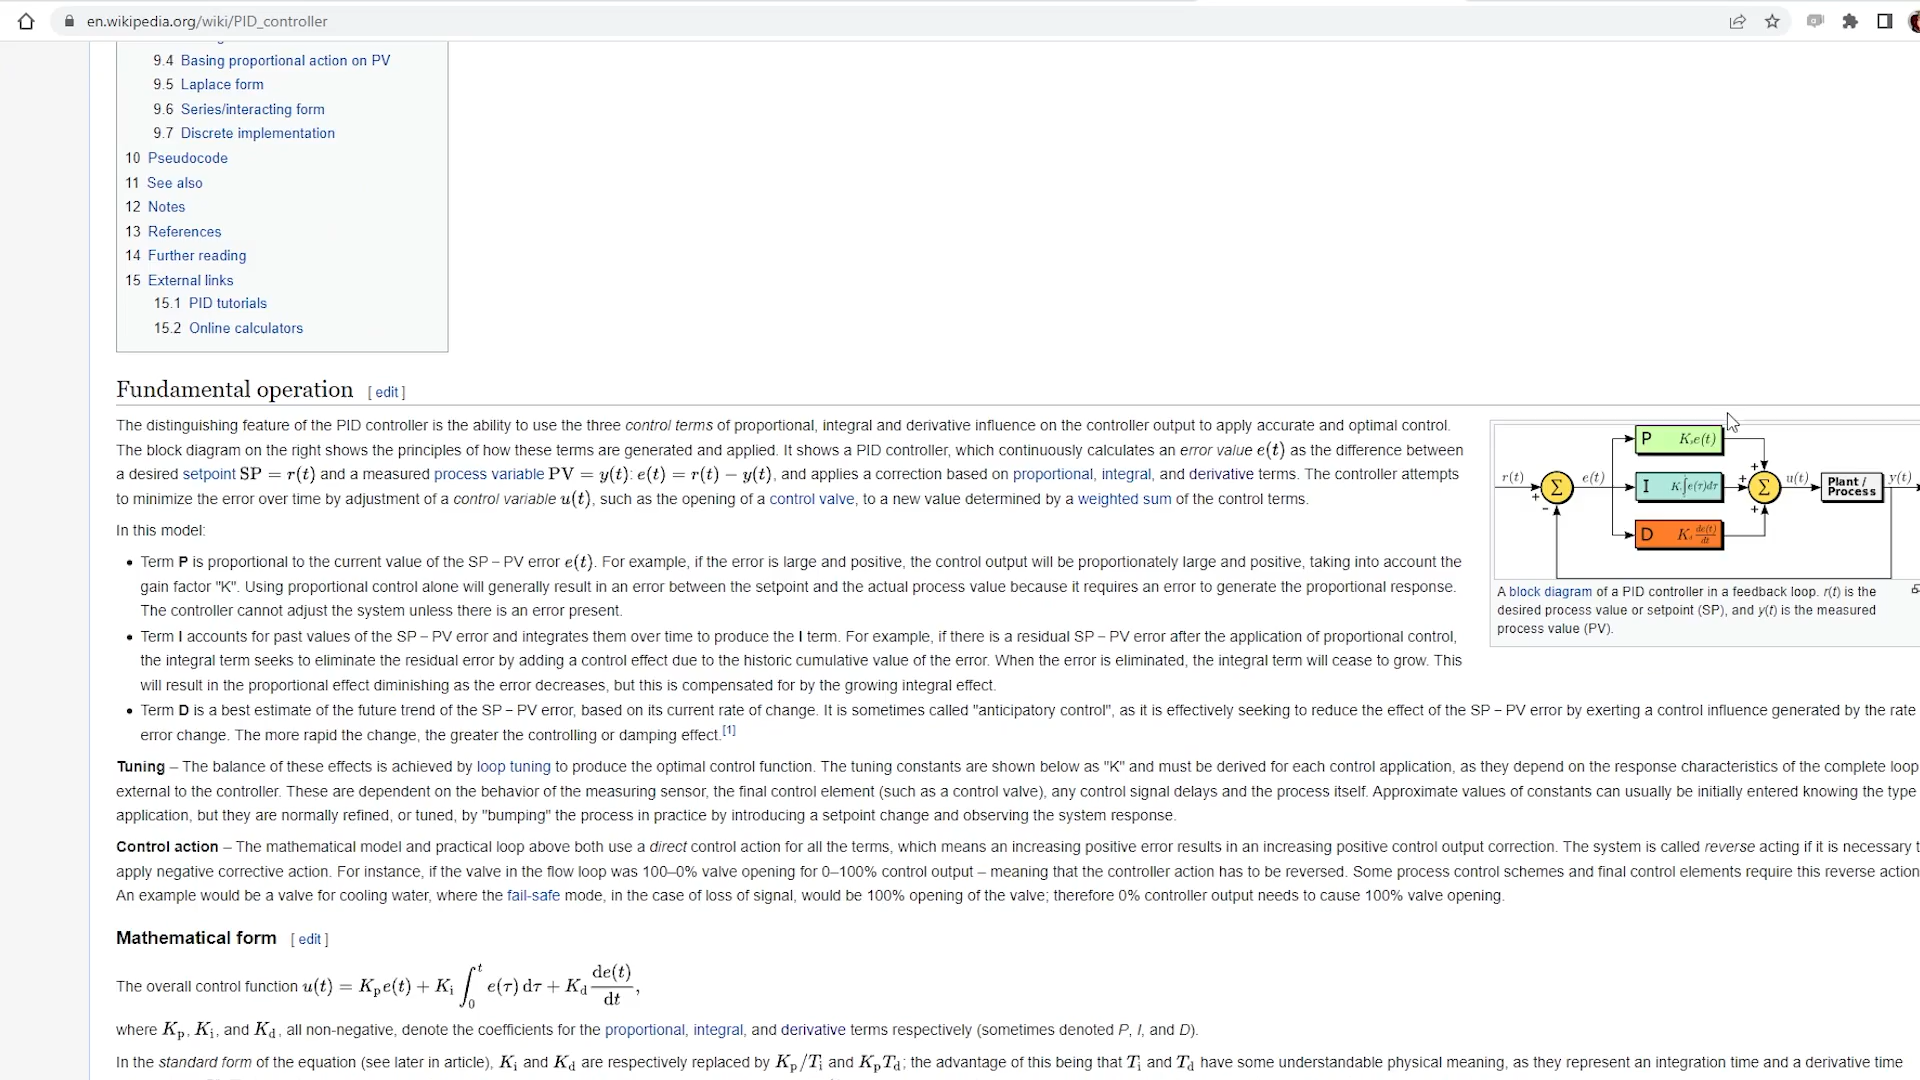 en.wikipedia.org/wiki/PID_controller
9.4 Basing proportional action on PV
9.5 Laplace form
9.6 Series/interacting form
9.7 Discrete implementation
10 Pseudocode
11 See also
12 Notes
13 References
14 Further reading
15 External links
15.1 PID tutorials
15.2 Online calculators
Fundamental operation [ edit ]
The distinguishing feature of the PID controller is the ability to use the three control terms of proportional, integral and derivative influence on the controller output to apply accurate and optimal control.
The block diagram on the right shows the principles of how these terms are generated and applied. It shows a PID controller, which continuously calculates an error value e(t) as the difference between
a desired setpoint SP = r(t) and a measured process variable PV = y(t): e(t) = r(t) − y(t), and applies a correction based on proportional, integral, and derivative terms. The controller attempts
to minimize the error over time by adjustment of a control variable u(t), such as the opening of a control valve, to a new value determined by a weighted sum of the control terms.
r(t)
+
-
Σ
e(t)
P K e(t)
I K ∫ e(τ)dτ
D K de(t)/dt
+
+
+
Σ
u(t)
Plant /
Process
y(t)
A block diagram of a PID controller in a feedback loop. r(t) is the
desired process value or setpoint (SP), and y(t) is the measured
process value (PV).
In this model:
• Term P is proportional to the current value of the SP − PV error e(t). For example, if the error is large and positive, the control output will be proportionately large and positive, taking into account the
gain factor "K". Using proportional control alone will generally result in an error between the setpoint and the actual process value because it requires an error to generate the proportional response.
The controller cannot adjust the system unless there is an error present.
• Term I accounts for past values of the SP − PV error and integrates them over time to produce the I term. For example, if there is a residual SP − PV error after the application of proportional control,
the integral term seeks to eliminate the residual error by adding a control effect due to the historic cumulative value of the error. When the error is eliminated, the integral term will cease to grow. This
will result in the proportional effect diminishing as the error decreases, but this is compensated for by the growing integral effect.
• Term D is a best estimate of the future trend of the SP − PV error, based on its current rate of change. It is sometimes called "anticipatory control", as it is effectively seeking to reduce the effect of the SP − PV error by exerting a control influence generated by the rate
error change. The more rapid the change, the greater the controlling or damping effect.[1]
Tuning – The balance of these effects is achieved by loop tuning to produce the optimal control function. The tuning constants are shown below as "K" and must be derived for each control application, as they depend on the response characteristics of the complete loop
external to the controller. These are dependent on the behavior of the measuring sensor, the final control element (such as a control valve), any control signal delays and the process itself. Approximate values of constants can usually be initially entered knowing the type
application, but they are normally refined, or tuned, by "bumping" the process in practice by introducing a setpoint change and observing the system response.
Control action – The mathematical model and practical loop above both use a direct control action for all the terms, which means an increasing positive error results in an increasing positive control output correction. The system is called reverse acting if it is necessary t
apply negative corrective action. For instance, if the valve in the flow loop was 100–0% valve opening for 0–100% control output – meaning that the controller action has to be reversed. Some process control schemes and final control elements require this reverse action
An example would be a valve for cooling water, where the fail-safe mode, in the case of loss of signal, would be 100% opening of the valve; therefore 0% controller output needs to cause 100% valve opening.
Mathematical form [ edit ]
The overall control function u(t) = Kp e(t) + Ki ∫₀ᵗ e(τ) dτ + Kd de(t)/dt,
where Kp, Ki, and Kd, all non-negative, denote the coefficients for the proportional, integral, and derivative terms respectively (sometimes denoted P, I, and D).
In the standard form of the equation (see later in article), Ki and Kd are respectively replaced by Kp/Ti and KpTd; the advantage of this being that Ti and Td have some understandable physical meaning, as they represent an integration time and a derivative time